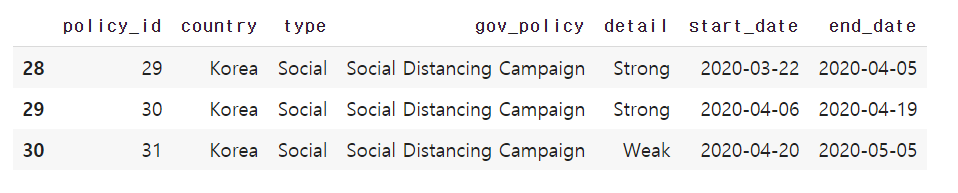 policy_id country type gov_policy detail start_date end_date
28 29 Korea Social Social Distancing Campaign Strong 2020-03-22 2020-04-05
29 30 Korea Social Social Distancing Campaign Strong 2020-04-06 2020-04-19
30 31 Korea Social Social Distancing Campaign Weak 2020-04-20 2020-05-05